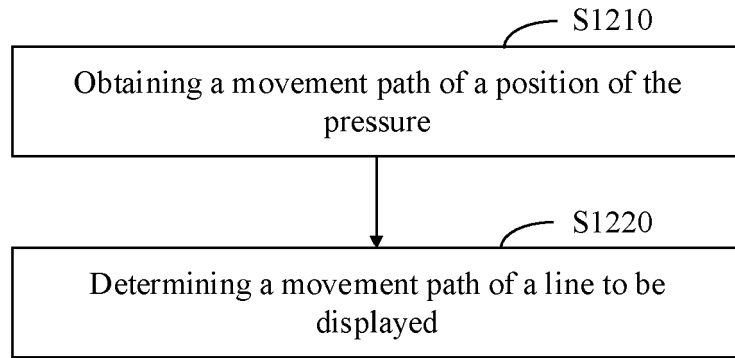 S1210
Obtaining a movement path of a position of the
pressure
S1220
Determining a movement path of a line to be
displayed